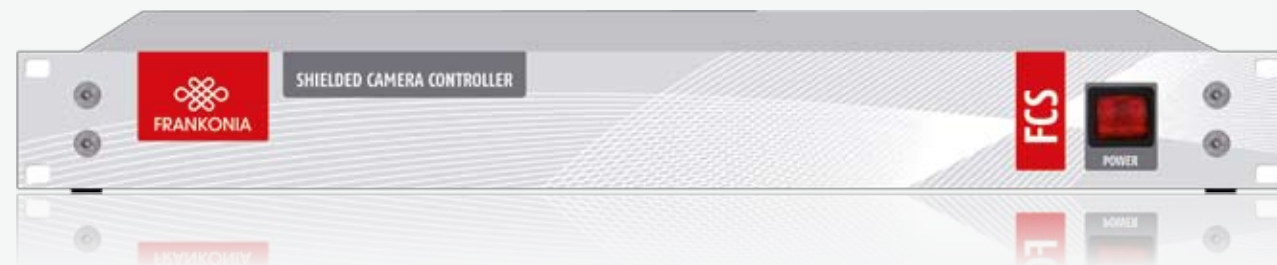 FRANKONIA
SHIELDED CAMERA CONTROLLER
FCS
POWER